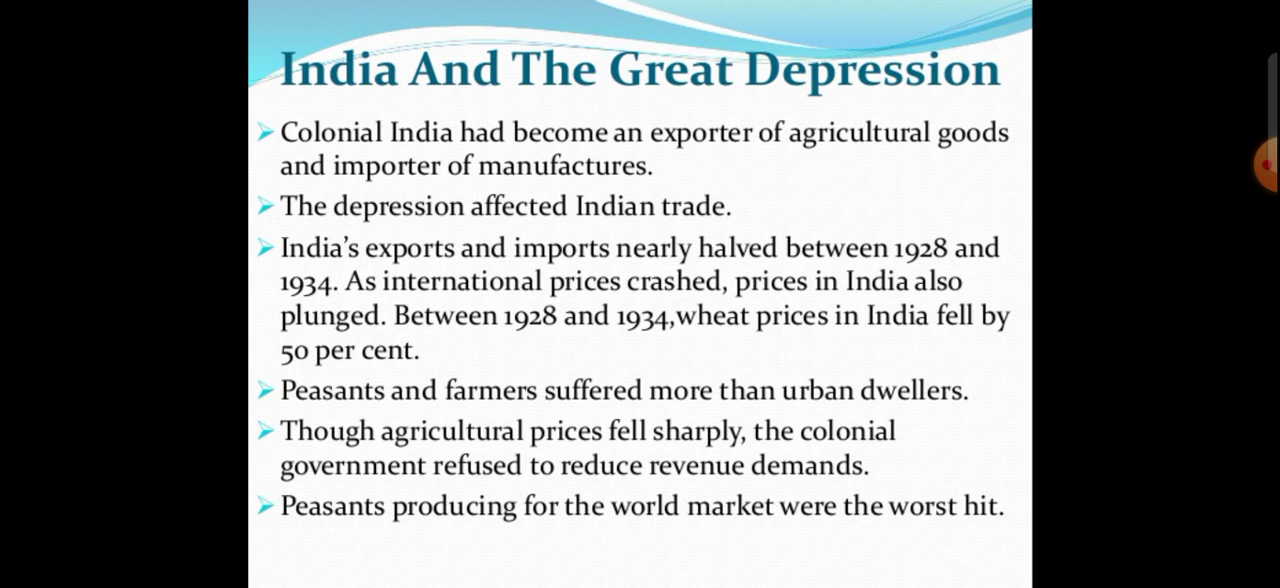 India And The Great Depression
➢ Colonial India had become an exporter of agricultural goods
and importer of manufactures.
➢ The depression affected Indian trade.
➢ India’s exports and imports nearly halved between 1928 and
1934. As international prices crashed, prices in India also
plunged. Between 1928 and 1934,wheat prices in India fell by
50 per cent.
➢ Peasants and farmers suffered more than urban dwellers.
➢ Though agricultural prices fell sharply, the colonial
government refused to reduce revenue demands.
➢ Peasants producing for the world market were the worst hit.